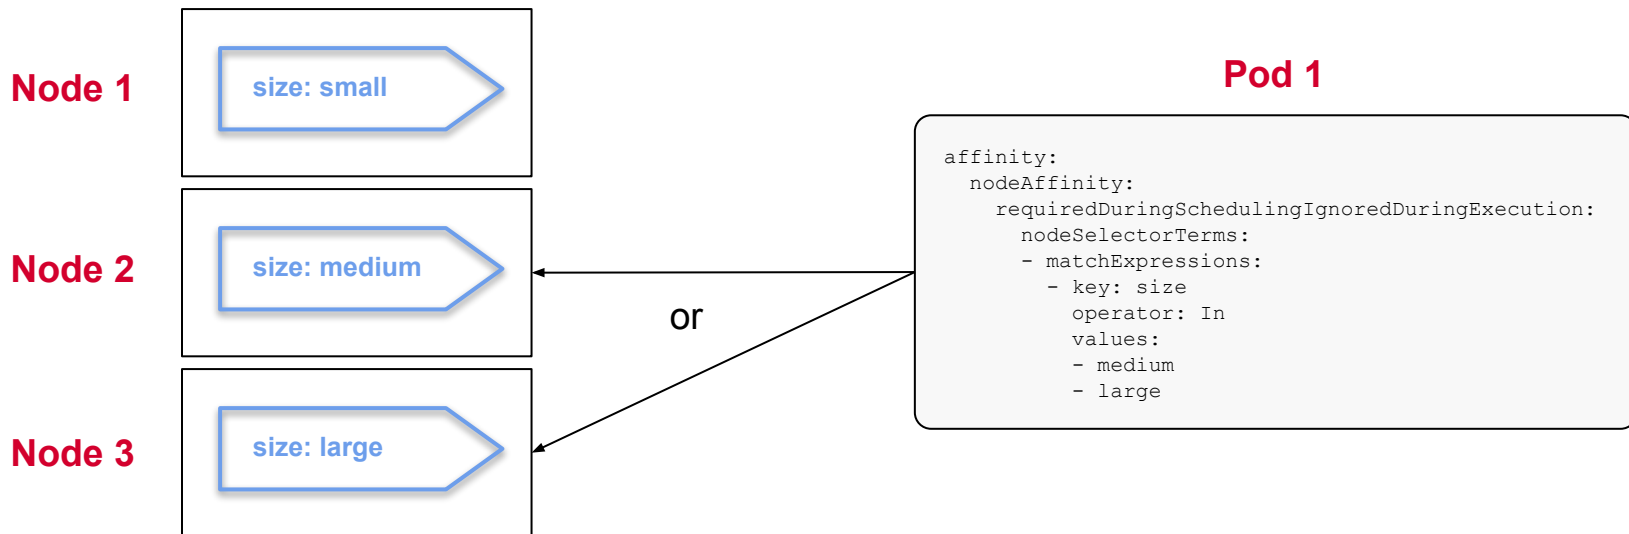 Node 1
size: small
Node 2
size: medium
Node 3
size: large
or
Pod 1
affinity:
  nodeAffinity:
    requiredDuringSchedulingIgnoredDuringExecution:
      nodeSelectorTerms:
      - matchExpressions:
        - key: size
          operator: In
          values:
          - medium
          - large